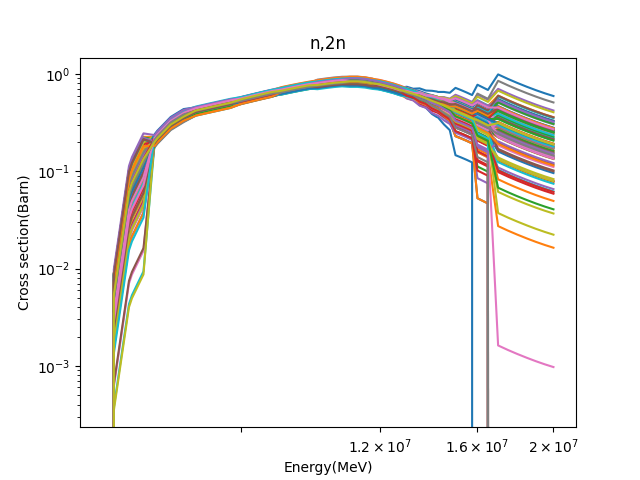 n,2n
Cross section(Barn)
10⁰
10⁻¹
10⁻²
10⁻³
1.2 × 10⁷ 1.6 × 10⁷ 2 × 10⁷
Energy(MeV)